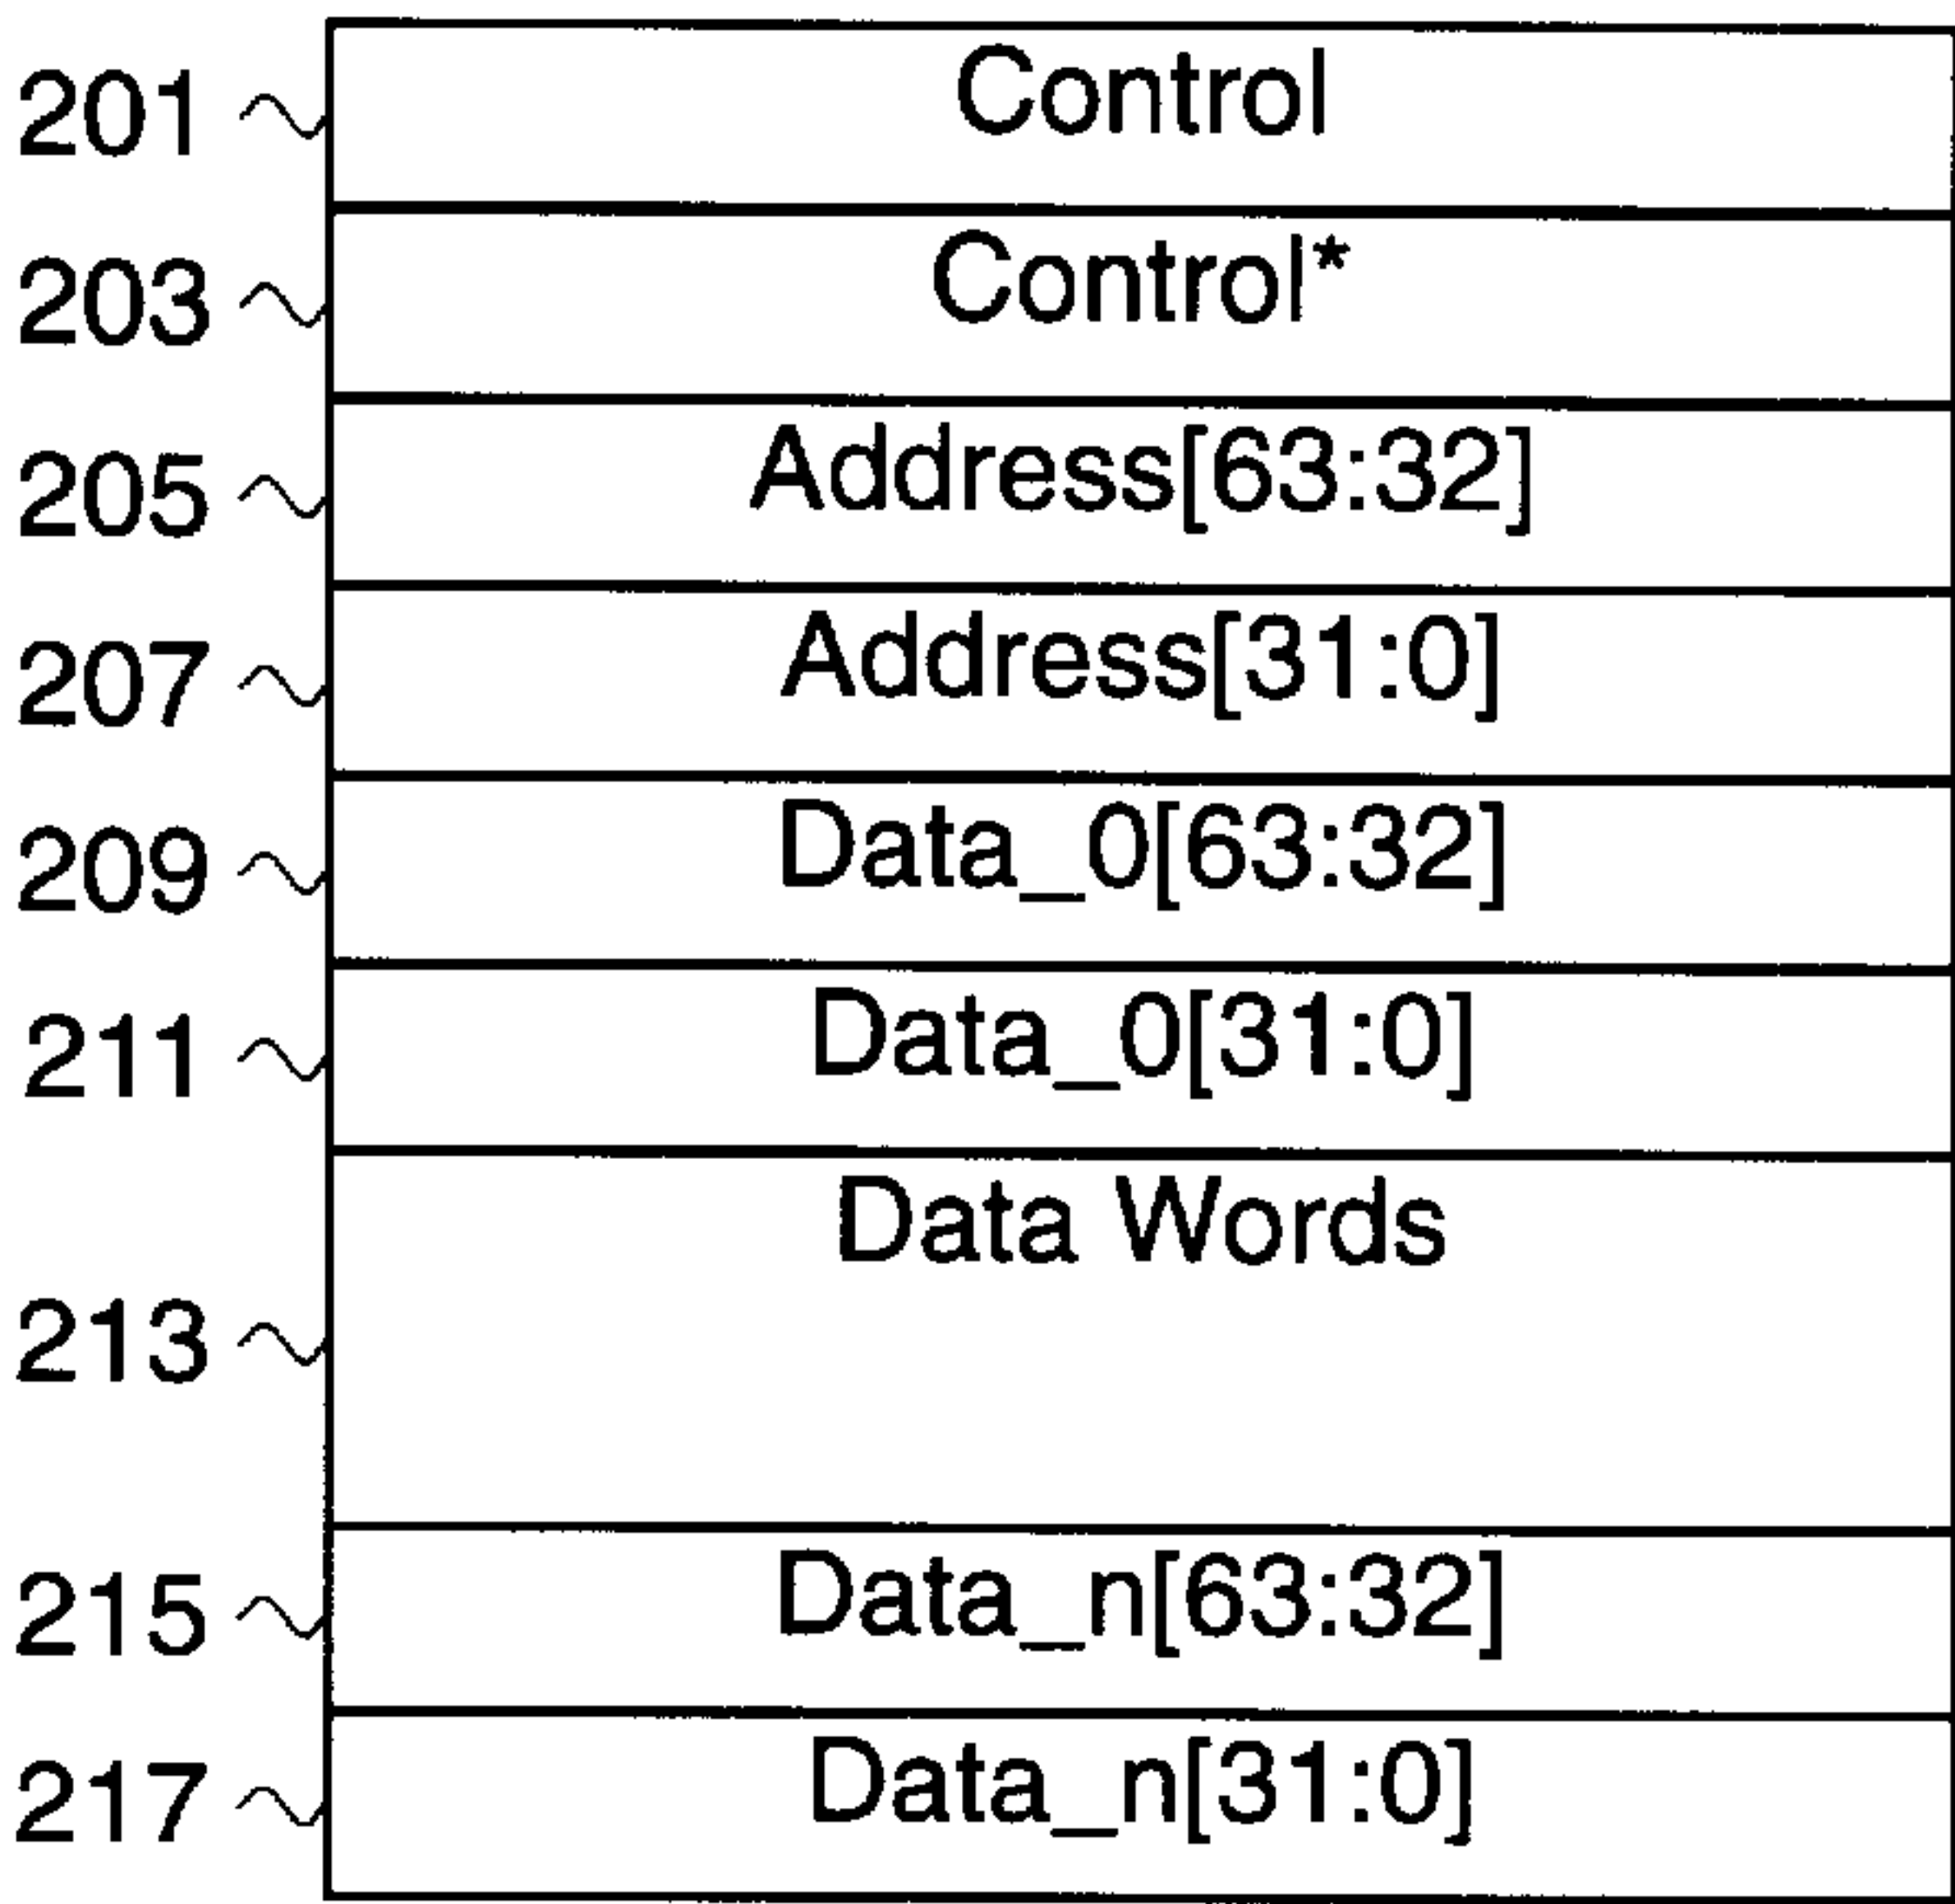 201 Control
203 Control*
205 Address[63:32]
207 Address[31:0]
209 Data_0[63:32]
211 Data_0[31:0]
Data Words
213
215 Data_n[63:32]
217 Data_n[31:0]